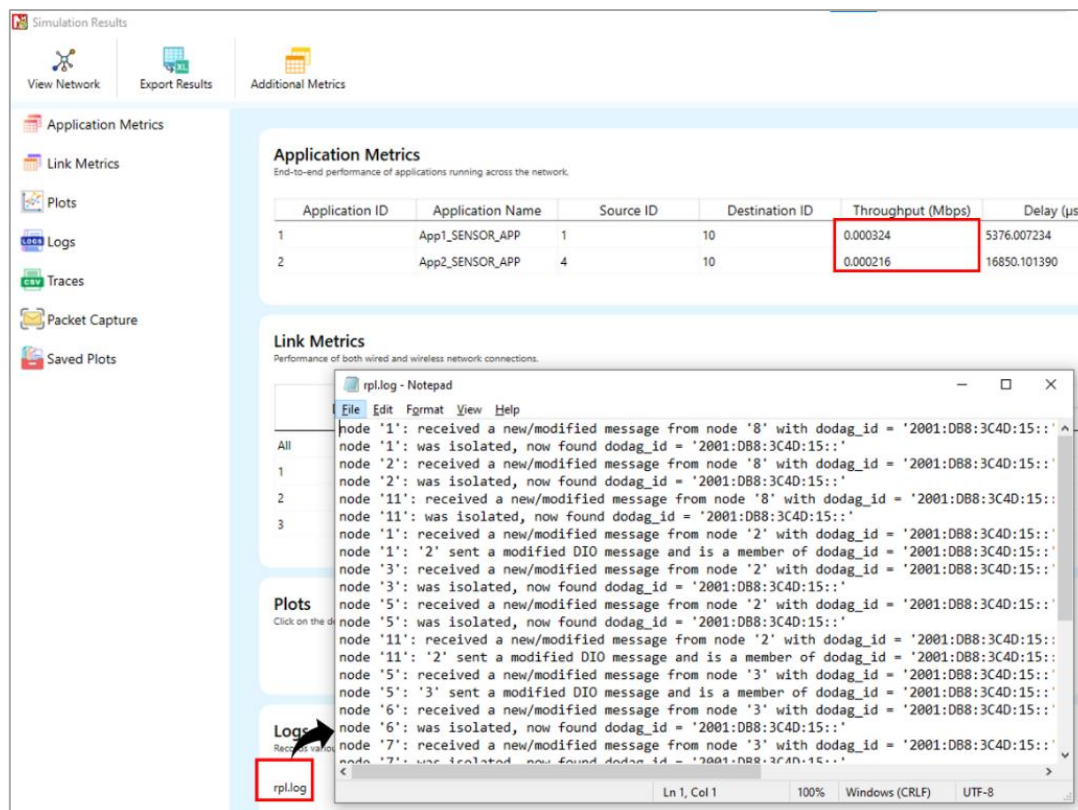 Simulation Results
View Network
Export Results
Additional Metrics
Application Metrics
Link Metrics
Plots
Logs
Traces
Packet Capture
Saved Plots
Application Metrics
End-to-end performance of applications running across the network.
Application ID Application Name Source ID Destination ID Throughput (Mbps) Delay (µs
1 App1_SENSOR_APP 1 10 0.000324 5376.007234
2 App2_SENSOR_APP 4 10 0.000216 16850.101390
Link Metrics
Performance of both wired and wireless network connections.
All
1
2
3
Plots
Click on the
Logs
rpl.log
rpl.log - Notepad
File Edit Format View Help
node '1': received a new/modified message from node '8' with dodag_id = '2001:DB8:3C4D:15::'
node '1': was isolated, now found dodag_id = '2001:DB8:3C4D:15::'
node '2': received a new/modified message from node '8' with dodag_id = '2001:DB8:3C4D:15::'
node '2': was isolated, now found dodag_id = '2001:DB8:3C4D:15::'
node '11': received a new/modified message from node '8' with dodag_id = '2001:DB8:3C4D:15::
node '11': was isolated, now found dodag_id = '2001:DB8:3C4D:15::'
node '1': received a new/modified message from node '2' with dodag_id = '2001:DB8:3C4D:15::'
node '1': '2' sent a modified DIO message and is a member of dodag_id = '2001:DB8:3C4D:15::'
node '3': received a new/modified message from node '2' with dodag_id = '2001:DB8:3C4D:15::'
node '3': was isolated, now found dodag_id = '2001:DB8:3C4D:15::'
node '5': received a new/modified message from node '2' with dodag_id = '2001:DB8:3C4D:15::'
node '5': was isolated, now found dodag_id = '2001:DB8:3C4D:15::'
node '11': received a new/modified message from node '2' with dodag_id = '2001:DB8:3C4D:15::
node '11': '2' sent a modified DIO message and is a member of dodag_id = '2001:DB8:3C4D:15::
node '5': received a new/modified message from node '3' with dodag_id = '2001:DB8:3C4D:15::'
node '5': '3' sent a modified DIO message and is a member of dodag_id = '2001:DB8:3C4D:15::'
node '6': received a new/modified message from node '3' with dodag_id = '2001:DB8:3C4D:15::'
node '6': was isolated, now found dodag_id = '2001:DB8:3C4D:15::'
node '7': received a new/modified message from node '3' with dodag_id = '2001:DB8:3C4D:15::'
node '7': was isolated, now found dodag_id = '2001:DB8:3C4D:15::'
Ln 1, Col 1 100% Windows (CRLF) UTF-8